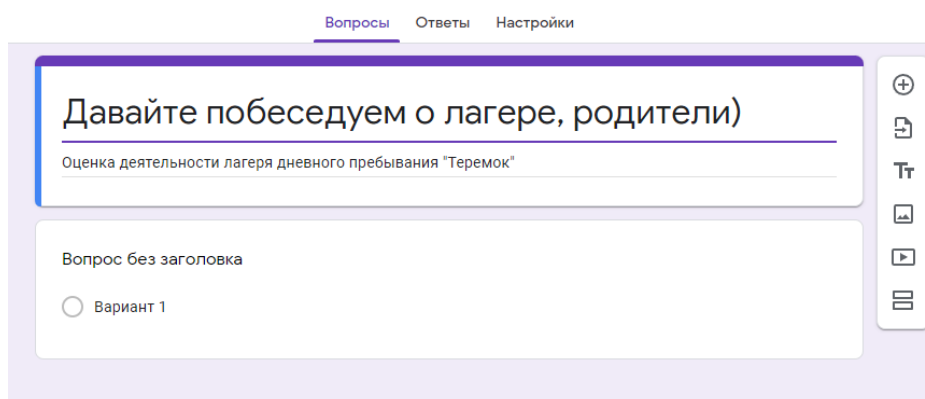 Вопросы Ответы Настройки
Давайте побеседуем о лагере, родители)
Оценка деятельности лагеря дневного пребывания "Теремок"
Вопрос без заголовка
Вариант 1